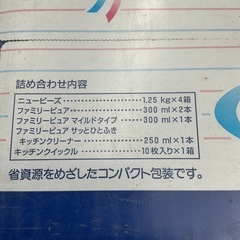 詰め合わせ内容
ニュービーズ 1.25 kg×4箱
ファミリーピュア 300 ml×2本
ファミリーピュア マイルドタイプ 300 ml×1本
ファミリーピュア サッとひとふき
キッチンクリーナー 250 ml×1本
キッチンクイックル 10枚入り×1箱
省資源をめざしたコンパクト包装です。